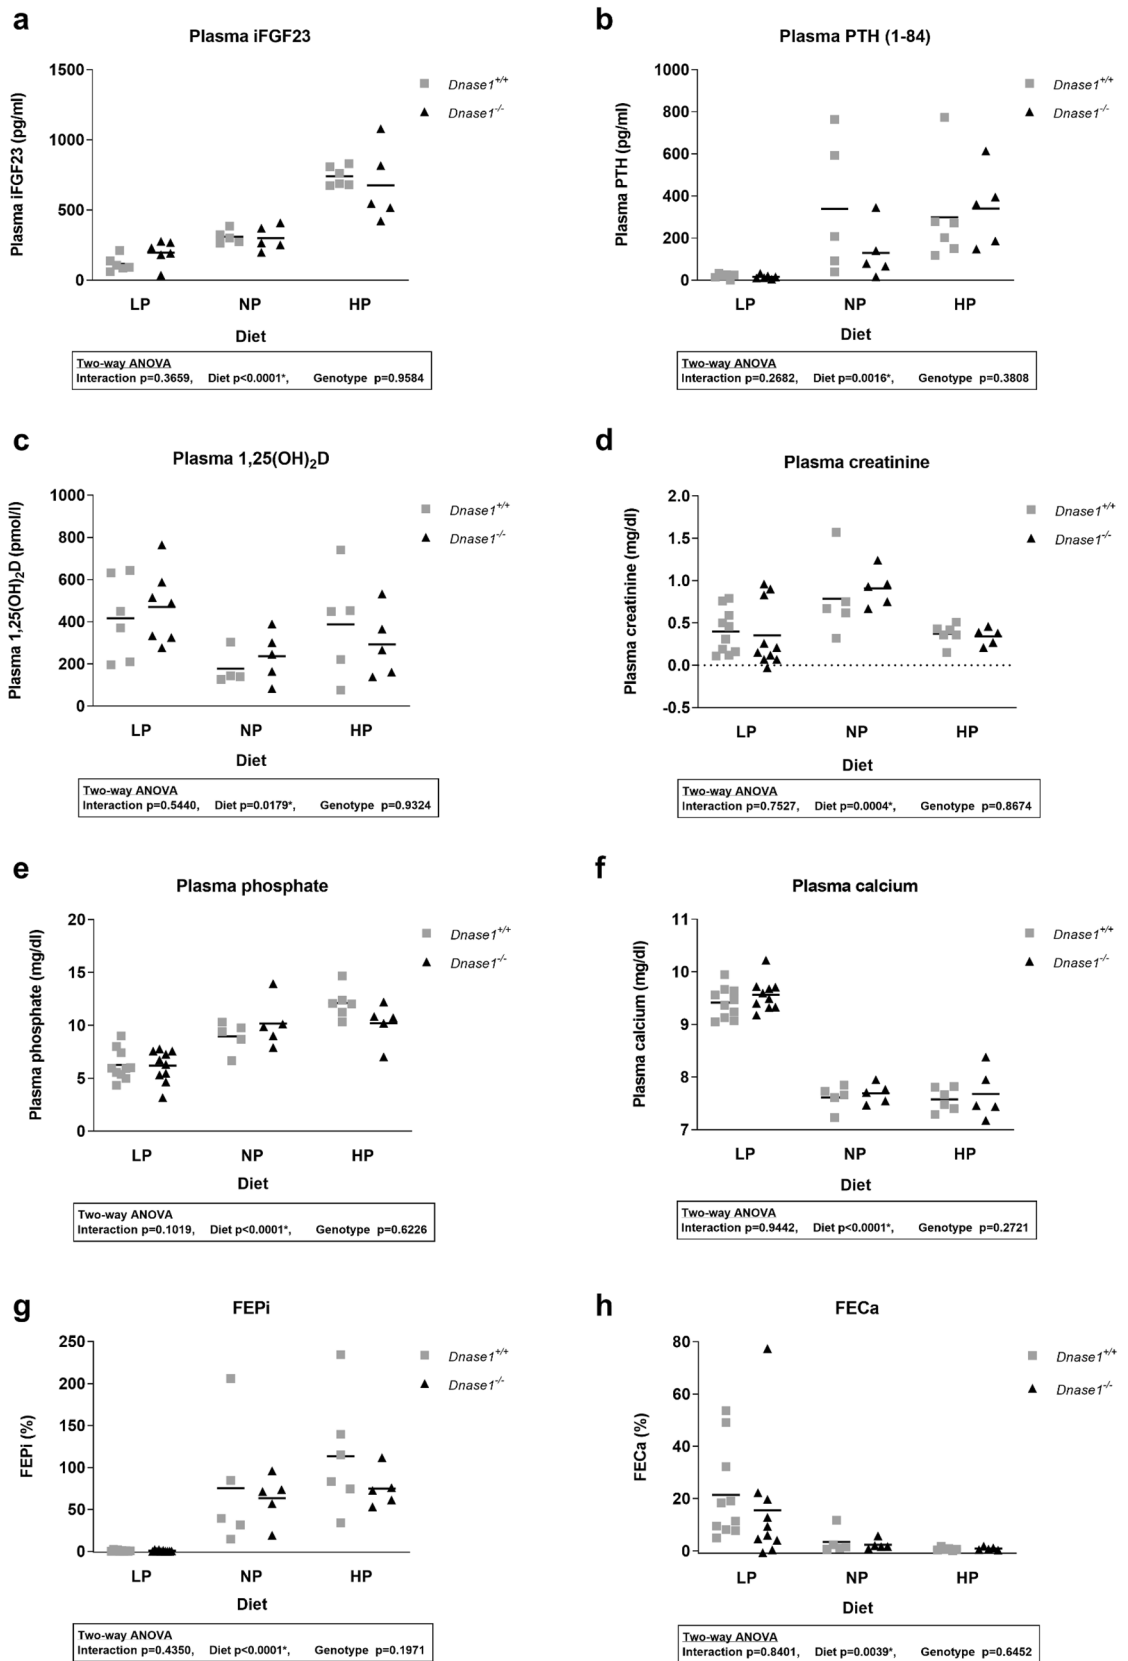 a
Plasma iFGF23
1500
1000
500
0
Plasma iFGF23 (pg/ml)
Dnase1+/+
Dnase1-/-
LP NP HP
Diet
Two-way ANOVA
Interaction p=0.3659, Diet p<0.0001*, Genotype p=0.9584
b
Plasma PTH (1-84)
1000
800
600
400
200
0
Plasma PTH (pg/ml)
Dnase1+/+
Dnase1-/-
LP NP HP
Diet
Two-way ANOVA
Interaction p=0.2682, Diet p=0.0016*, Genotype p=0.3808
c
Plasma 1,25(OH)2D
1000
800
600
400
200
0
Plasma 1,25(OH)2D (pmol/l)
Dnase1+/+
Dnase1-/-
LP NP HP
Diet
Two-way ANOVA
Interaction p=0.5440, Diet p=0.0179*, Genotype p=0.9324
d
Plasma creatinine
2.0
1.5
1.0
0.5
0.0
-0.5
Plasma creatinine (mg/dl)
Dnase1+/+
Dnase1-/-
LP NP HP
Diet
Two-way ANOVA
Interaction p=0.7527, Diet p=0.0004*, Genotype p=0.8674
e
Plasma phosphate
20
15
10
5
0
Plasma phosphate (mg/dl)
Dnase1+/+
Dnase1-/-
LP NP HP
Diet
Two-way ANOVA
Interaction p=0.1019, Diet p<0.0001*, Genotype p=0.6226
f
Plasma calcium
11
10
9
8
7
Plasma calcium (mg/dl)
Dnase1+/+
Dnase1-/-
LP NP HP
Diet
Two-way ANOVA
Interaction p=0.9442, Diet p<0.0001*, Genotype p=0.2721
g
FEPi
250
200
150
100
50
0
FEPi (%)
Dnase1+/+
Dnase1-/-
LP NP HP
Diet
Two-way ANOVA
Interaction p=0.4350, Diet p<0.0001*, Genotype p=0.1971
h
FECa
80
60
40
20
0
FECa (%)
Dnase1+/+
Dnase1-/-
LP NP HP
Diet
Two-way ANOVA
Interaction p=0.8401, Diet p=0.0039*, Genotype p=0.6452